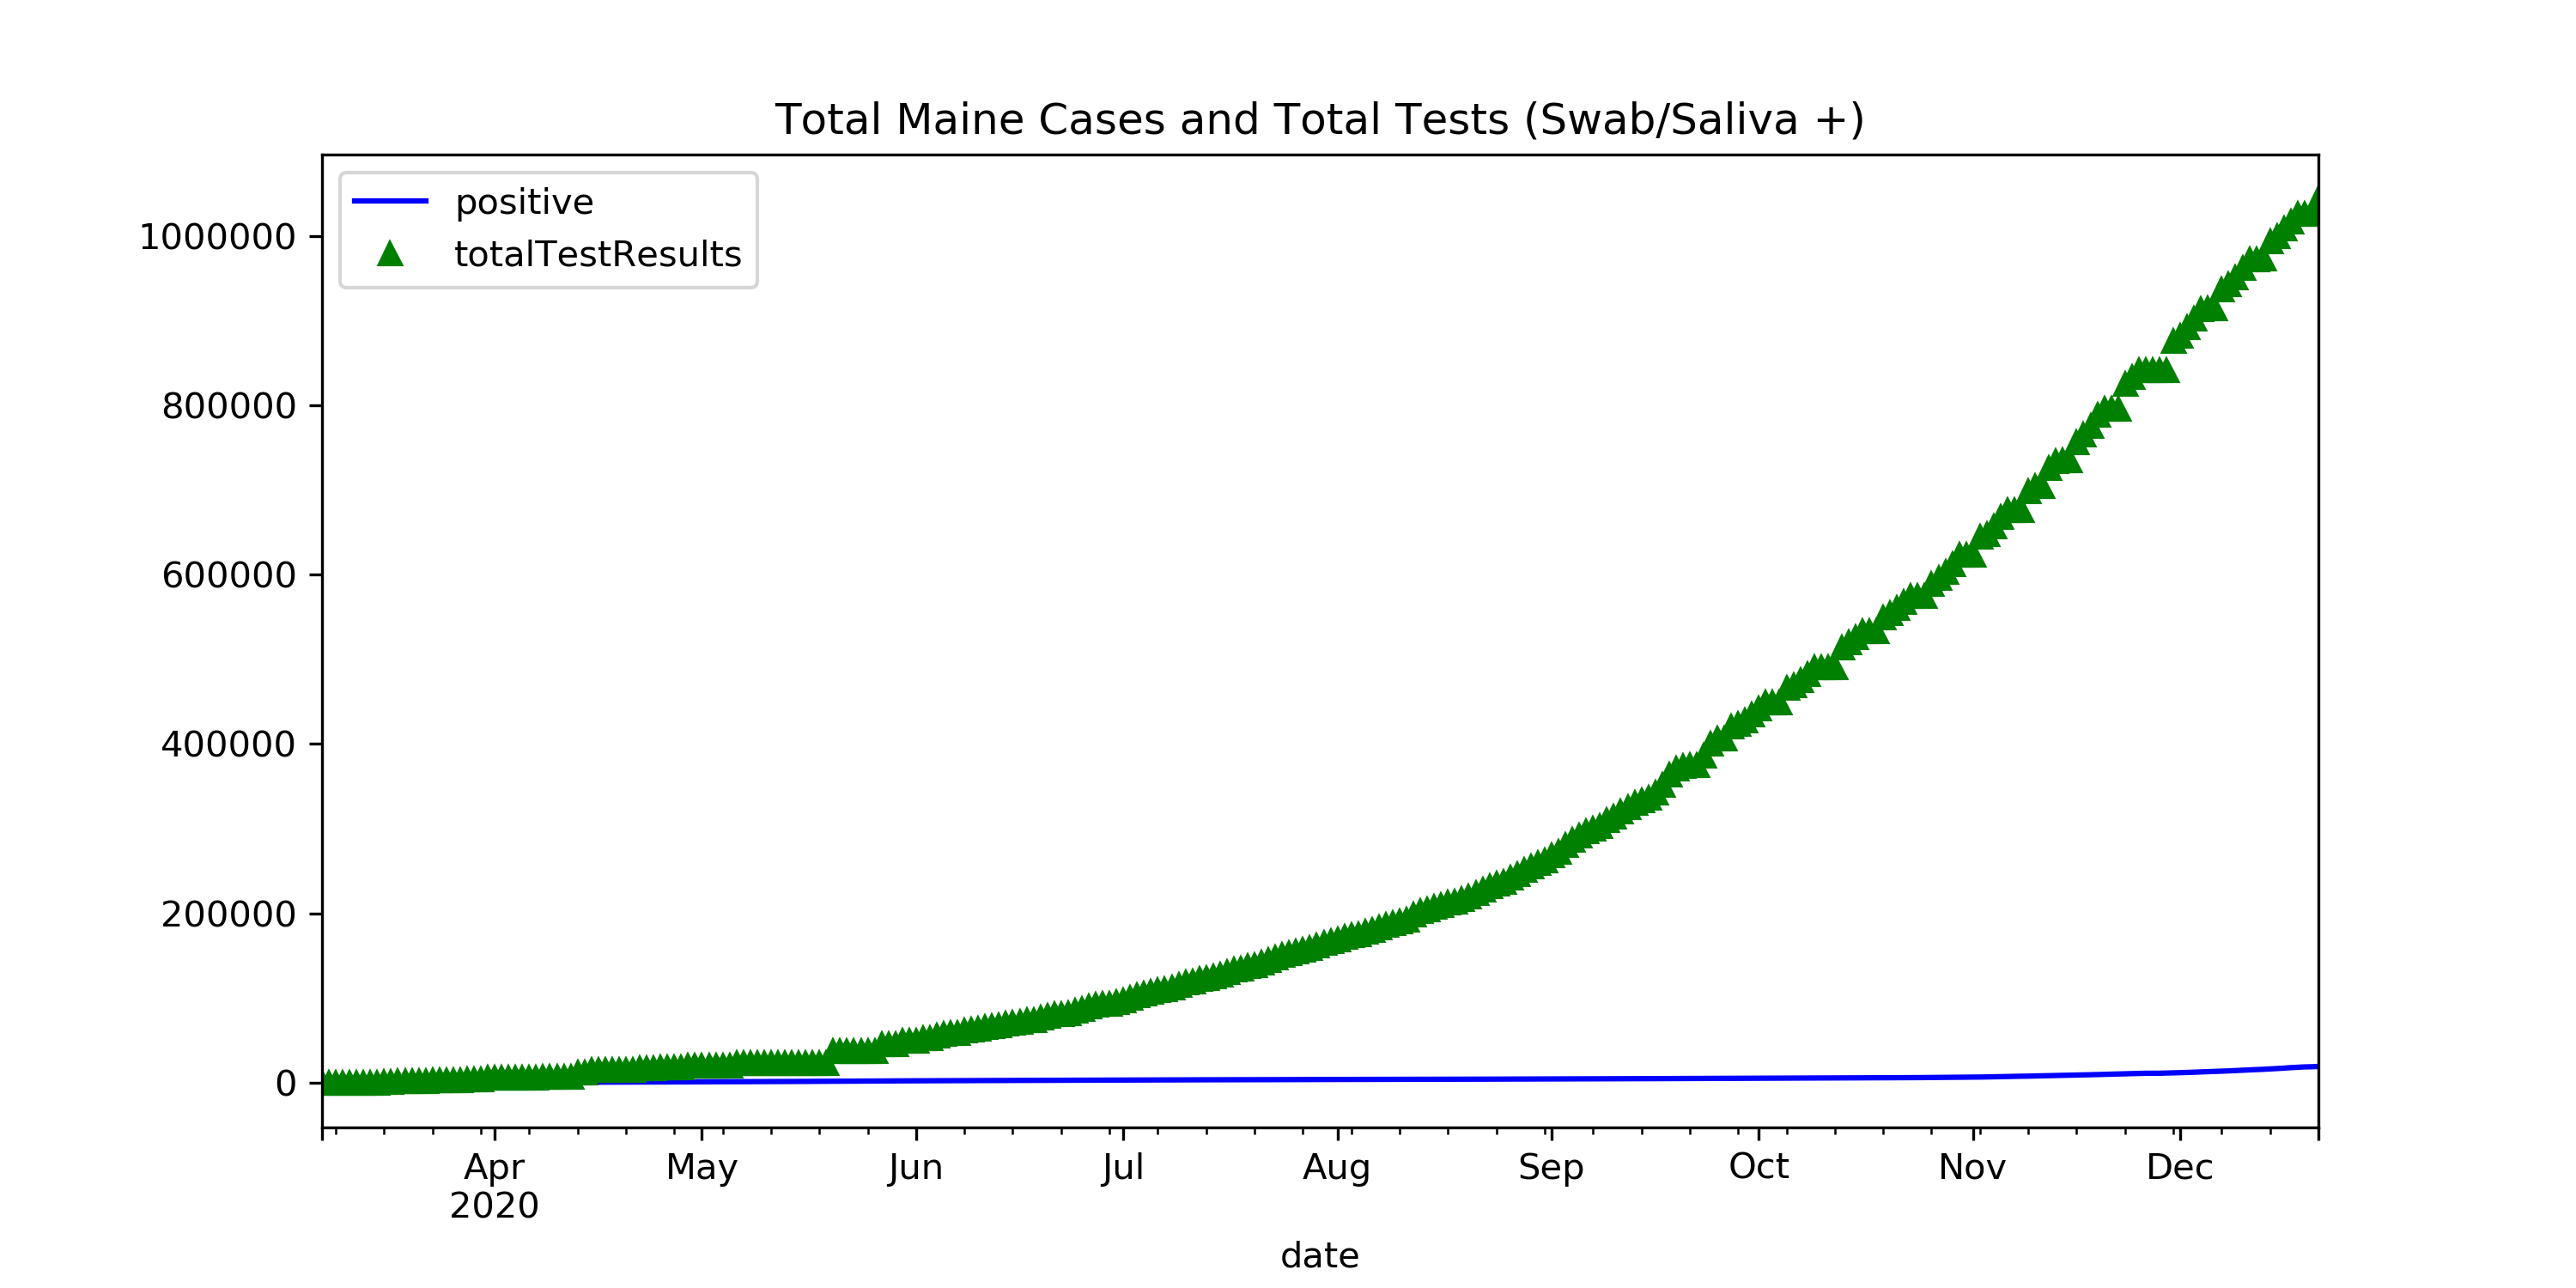 Total Maine Cases and Total Tests (Swab/Saliva +)
positive
totalTestResults
1000000
800000
600000
400000
200000
0
Apr May Jun Jul Aug Sep Oct Nov Dec
2020
date